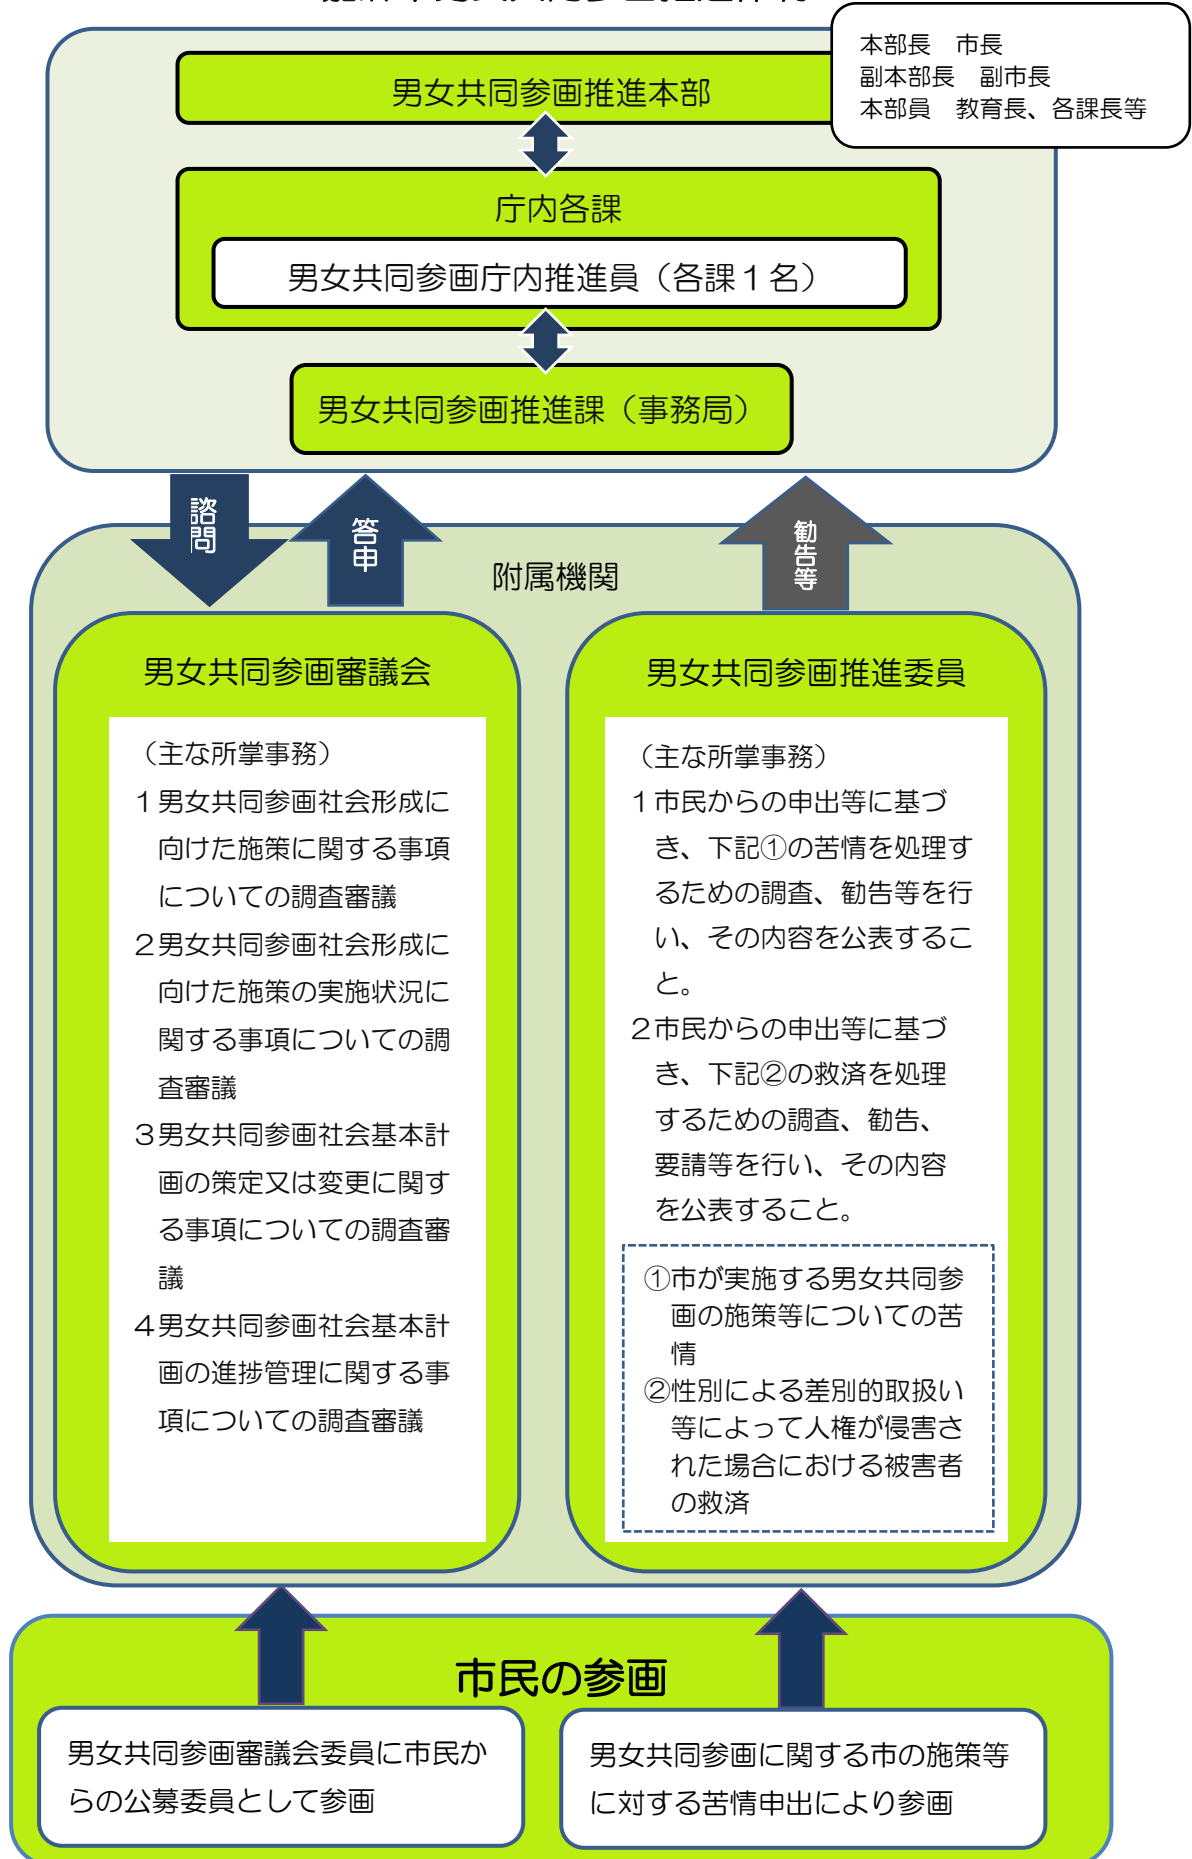 本部長　市長
副本部長　副市長
本部員　教育長、各課長等
男女共同参画推進本部
庁内各課
男女共同参画庁内推進員（各課１名）
男女共同参画推進課（事務局）
諮問
答申
勧告等
附属機関
男女共同参画審議会
（主な所掌事務）
１男女共同参画社会形成に
向けた施策に関する事項
についての調査審議
２男女共同参画社会形成に
向けた施策の実施状況に
関する事項についての調
査審議
３男女共同参画社会基本計
画の策定又は変更に関す
る事項についての調査審
議
４男女共同参画社会基本計
画の進捗管理に関する事
項についての調査審議
男女共同参画推進委員
（主な所掌事務）
１市民からの申出等に基づ
き、下記①の苦情を処理す
るための調査、勧告等を行
い、その内容を公表するこ
と。
２市民からの申出等に基づ
き、下記②の救済を処理
するための調査、勧告、
要請等を行い、その内容
を公表すること。
①市が実施する男女共同参
画の施策等についての苦
情
②性別による差別的取扱い
等によって人権が侵害さ
れた場合における被害者
の救済
市民の参画
男女共同参画審議会委員に市民か
らの公募委員として参画
男女共同参画に関する市の施策等
に対する苦情申出により参画